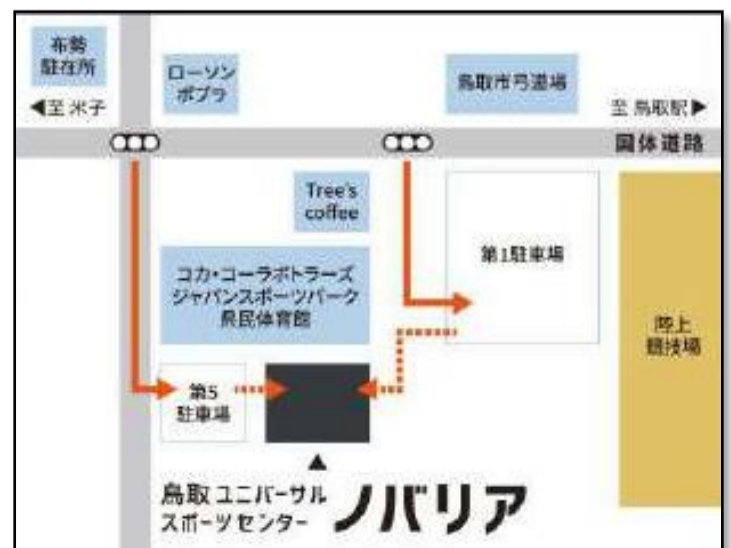 布勢
駐在所
◀至 米子
ローソン
ポプラ
鳥取市弓道場
至 鳥取駅▶
国体道路
Tree's
coffee
第1駐車場
コカ・コーラボトラーズ
ジャパンスポーツパーク
県民体育館
陸上
競技場
第5
駐車場
▲
鳥取ユニバーサル
スポーツセンター
ノバリア